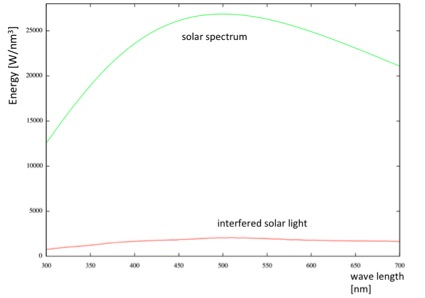 Energy [W/nm³]
25000
20000
15000
10000
5000
0
solar spectrum
interfered solar light
300 350 400 450 500 550 600 650 700
wave length
[nm]